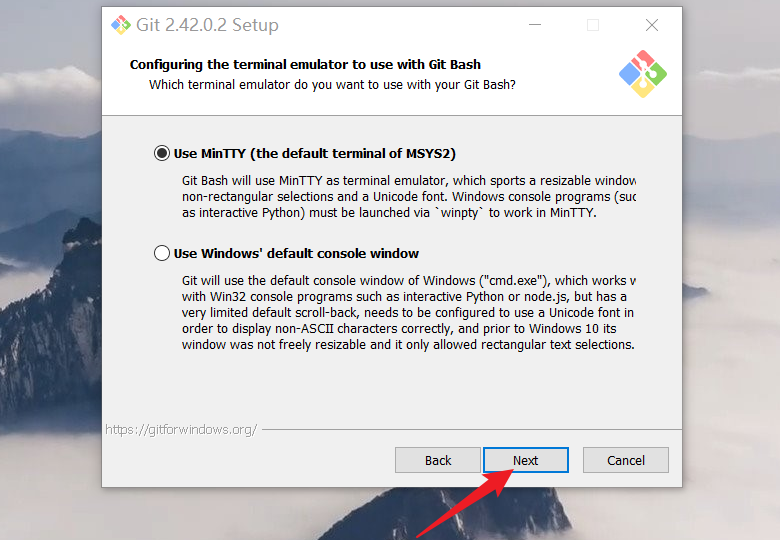 Git 2.42.0.2 Setup
Configuring the terminal emulator to use with Git Bash
Which terminal emulator do you want to use with your Git Bash?
Use MinTTY (the default terminal of MSYS2)
Git Bash will use MinTTY as terminal emulator, which sports a resizable window
non-rectangular selections and a Unicode font. Windows console programs (suc
as interactive Python) must be launched via `winpty` to work in MinTTY.
Use Windows' default console window
Git will use the default console window of Windows ("cmd.exe"), which works w
with Win32 console programs such as interactive Python or node.js, but has a
very limited default scroll-back, needs to be configured to use a Unicode font in
order to display non-ASCII characters correctly, and prior to Windows 10 its
window was not freely resizable and it only allowed rectangular text selections.
https://gitforwindows.org/
Back Next Cancel